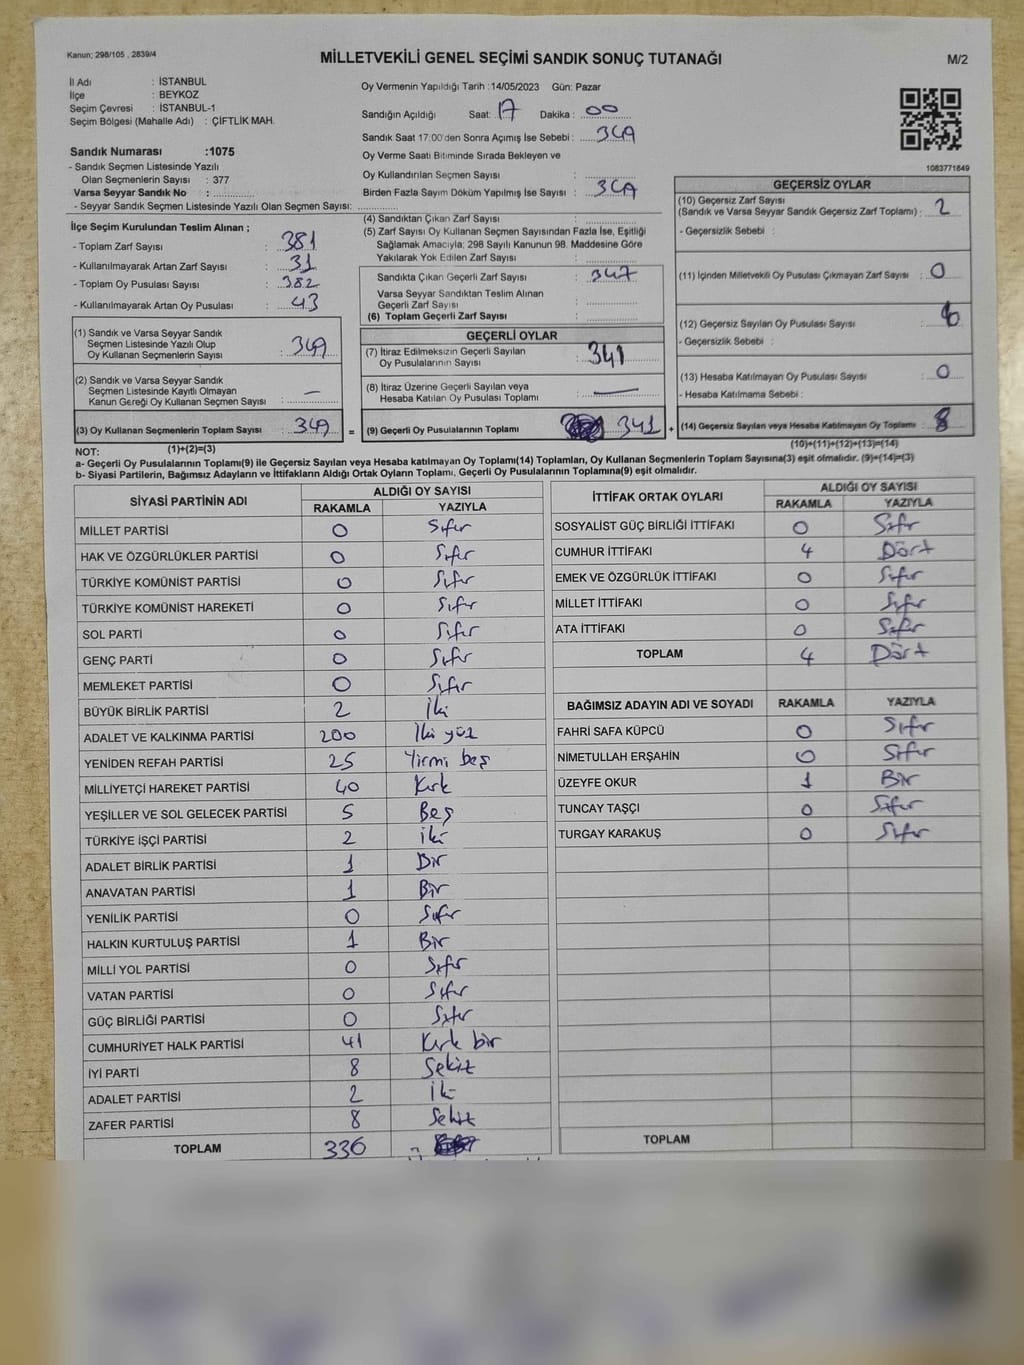 Kanun; 298/105 , 2839/4
MİLLETVEKİLİ GENEL SEÇİMİ SANDIK SONUÇ TUTANAĞI
M/2
İl Adı : İSTANBUL
İlçe : BEYKOZ
Seçim Çevresi : İSTANBUL-1
Seçim Bölgesi (Mahalle Adı) : ÇİFTLİK MAH.
Sandık Numarası :1075
- Sandık Seçmen Listesinde Yazılı
Olan Seçmenlerin Sayısı : 377
Varsa Seyyar Sandık No :
- Seyyar Sandık Seçmen Listesinde Yazılı Olan Seçmen Sayısı:
Oy Vermenin Yapıldığı Tarih :14/05/2023 Gün: Pazar
Sandığın Açıldığı Saat: 17 Dakika : 00
Sandık Saat 17:00'den Sonra Açımış İse Sebebi : 349
Oy Verme Saati Bitiminde Sırada Bekleyen ve
Oy Kullandırılan Seçmen Sayısı :
Birden Fazla Sayım Döküm Yapılmış İse Sayısı : 349
1083771849
İlçe Seçim Kurulundan Teslim Alınan ;
- Toplam Zarf Sayısı : 381
- Kullanılmayarak Artan Zarf Sayısı : 31
- Toplam Oy Pusulası Sayısı : 382
- Kullanılmayarak Artan Oy Pusulası : 43
(1) Sandık ve Varsa Seyyar Sandık
Seçmen Listesinde Yazılı Olup
Oy Kullanan Seçmenlerin Sayısı : 349
(2) Sandık ve Varsa Seyyar Sandık
Seçmen Listesinde Kayıtlı Olmayan
Kanun Gereği Oy Kullanan Seçmen Sayısı : —
(3) Oy Kullanan Seçmenlerin Toplam Sayısı : 349
(4) Sandıktan Çıkan Zarf Sayısı :
(5) Zarf Sayısı Oy Kullanan Seçmen Sayısından Fazla İse, Eşitliği
Sağlamak Amacıyla; 298 Sayılı Kanunun 98. Maddesine Göre
Yakılarak Yok Edilen Zarf Sayısı :
Sandıkta Çıkan Geçerli Zarf Sayısı : 347
Varsa Seyyar Sandıktan Teslim Alınan
Geçerli Zarf Sayısı :
(6) Toplam Geçerli Zarf Sayısı :
GEÇERLİ OYLAR
(7) İtiraz Edilmeksizin Geçerli Sayılan
Oy Pusulalarının Sayısı : 341
(8) İtiraz Üzerine Geçerli Sayılan veya
Hesaba Katılan Oy Pusulası Toplamı : —
= (9) Geçerli Oy Pusulalarının Toplamı : 341 +
GEÇERSİZ OYLAR
(10) Geçersiz Zarf Sayısı
(Sandık ve Varsa Seyyar Sandık Geçersiz Zarf Toplamı) : 2
- Geçersizlik Sebebi :
(11) İçinden Milletvekili Oy Pusulası Çıkmayan Zarf Sayısı : 0
(12) Geçersiz Sayılan Oy Pusulası Sayısı : 6
- Geçersizlik Sebebi :
(13) Hesaba Katılmayan Oy Pusulası Sayısı : 0
- Hesaba Katılmama Sebebi :
(14) Geçersiz Sayılan veya Hesaba Katılmayan Oy Toplamı : 8
NOT: (1)+(2)=(3) (10)+(11)+(12)+(13)=(14)
a- Geçerli Oy Pusulalarının Toplamı(9) ile Geçersiz Sayılan veya Hesaba katılmayan Oy Toplamı(14) Toplamları, Oy Kullanan Seçmenlerin Toplam Sayısına(3) eşit olmalıdır. (9)+(14)=(3)
b- Siyasi Partilerin, Bağımsız Adayların ve İttifakların Aldığı Ortak Oyların Toplamı, Geçerli Oy Pusulalarının Toplamına(9) eşit olmalıdır.
SİYASİ PARTİNİN ADI ALDIĞI OY SAYISI
RAKAMLA YAZIYLA
MİLLET PARTİSİ 0 Sıfır
HAK VE ÖZGÜRLÜKLER PARTİSİ 0 Sıfır
TÜRKİYE KOMÜNİST PARTİSİ 0 Sıfır
TÜRKİYE KOMÜNİST HAREKETİ 0 Sıfır
SOL PARTİ 0 Sıfır
GENÇ PARTİ 0 Sıfır
MEMLEKET PARTİSİ 0 Sıfır
BÜYÜK BİRLİK PARTİSİ 2 İki
ADALET VE KALKINMA PARTİSİ 200 İki yüz
YENİDEN REFAH PARTİSİ 25 Yirmi beş
MİLLİYETÇİ HAREKET PARTİSİ 40 Kırk
YEŞİLLER VE SOL GELECEK PARTİSİ 5 Beş
TÜRKİYE İŞÇİ PARTİSİ 2 İki
ADALET BİRLİK PARTİSİ 1 Bir
ANAVATAN PARTİSİ 1 Bir
YENİLİK PARTİSİ 0 Sıfır
HALKIN KURTULUŞ PARTİSİ 1 Bir
MİLLİ YOL PARTİSİ 0 Sıfır
VATAN PARTİSİ 0 Sıfır
GÜÇ BİRLİĞİ PARTİSİ 0 Sıfır
CUMHURİYET HALK PARTİSİ 41 Kırk bir
İYİ PARTİ 8 Sekiz
ADALET PARTİSİ 2 İki
ZAFER PARTİSİ 8 Sekiz
TOPLAM 336
İTTİFAK ORTAK OYLARI ALDIĞI OY SAYISI
RAKAMLA YAZIYLA
SOSYALİST GÜÇ BİRLİĞİ İTTİFAKI 0 Sıfır
CUMHUR İTTİFAKI 4 Dört
EMEK VE ÖZGÜRLÜK İTTİFAKI 0 Sıfır
MİLLET İTTİFAKI 0 Sıfır
ATA İTTİFAKI 0 Sıfır
TOPLAM 4 Dört
BAĞIMSIZ ADAYIN ADI VE SOYADI RAKAMLA YAZIYLA
FAHRİ SAFA KÜPCÜ 0 Sıfır
NİMETULLAH ERŞAHİN 0 Sıfır
ÜZEYFE OKUR 1 Bir
TUNCAY TAŞÇI 0 Sıfır
TURGAY KARAKUŞ 0 Sıfır
TOPLAM